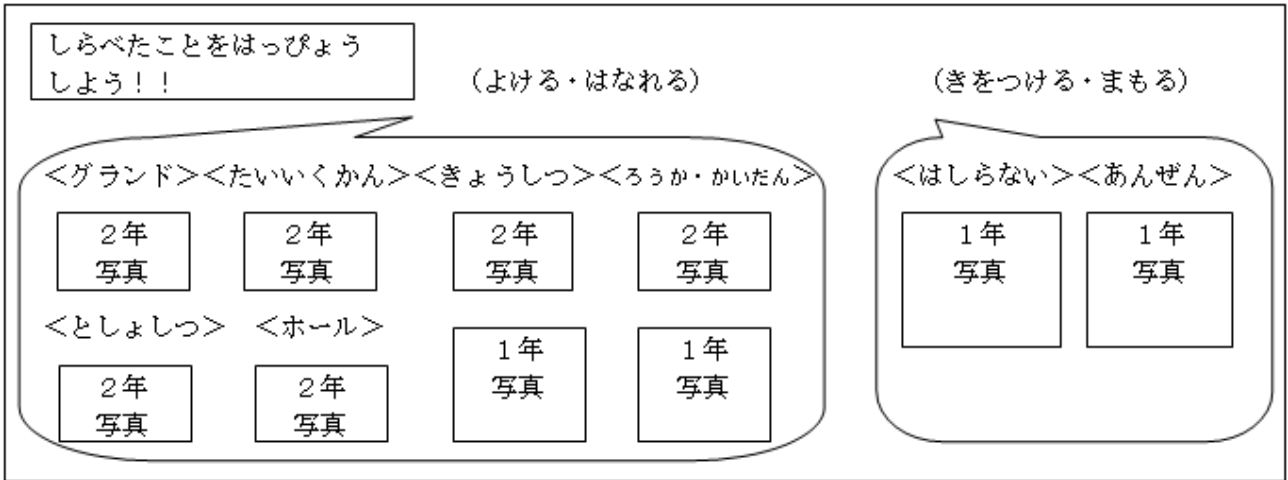 しらべたことをはっぴょう
しよう！！
（よける・はなれる）
（きをつける・まもる）
＜グランド＞＜たいいくかん＞＜きょうしつ＞＜ろうか・かいだん＞
＜はしらない＞＜あんぜん＞
２年
写真
２年
写真
２年
写真
２年
写真
１年
写真
１年
写真
＜としょしつ＞
＜ホール＞
２年
写真
２年
写真
１年
写真
１年
写真